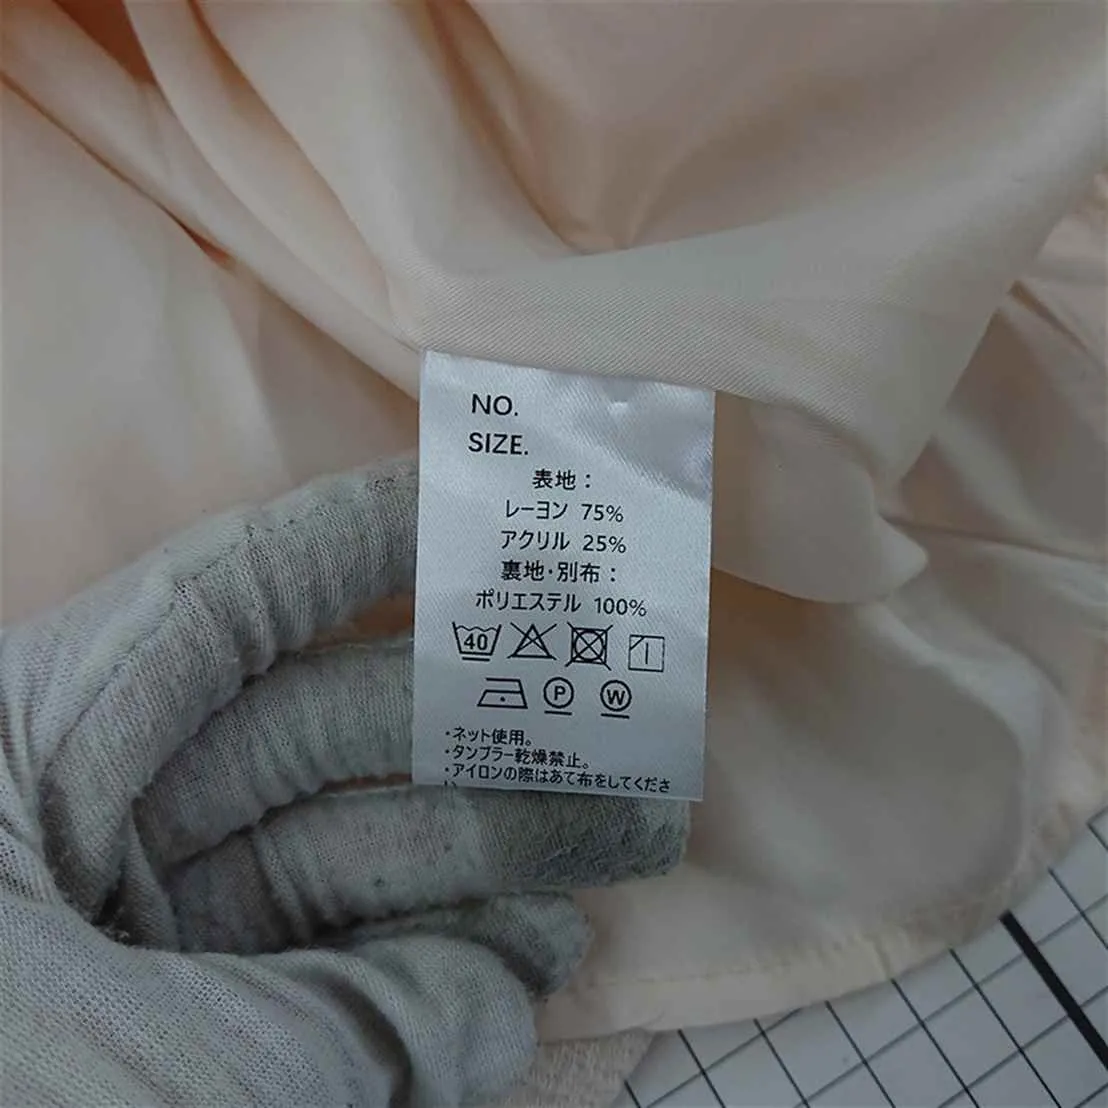 NO.
SIZE.
表地：
レーヨン 75%
アクリル 25%
裏地・別布：
ポリエステル 100%
40
P W
・ネット使用。
・タンブラー乾燥禁止。
・アイロンの際はあて布をしてくださ
い